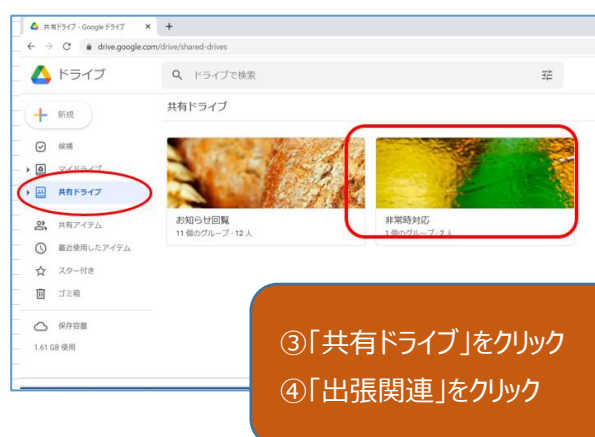 共有ドライブ - Google ドライブ
drive.google.com/drive/shared-drives
ドライブ
ドライブで検索
新規
共有ドライブ
候補
マイドライブ
共有ドライブ
共有アイテム
最近使用したアイテム
スター付き
ゴミ箱
保存容量
1.61 GB 使用
お知らせ回覧
11 個のグループ・12 人
非常時対応
1 個のグループ・2 人
③「共有ドライブ」をクリック
④「出張関連」をクリック